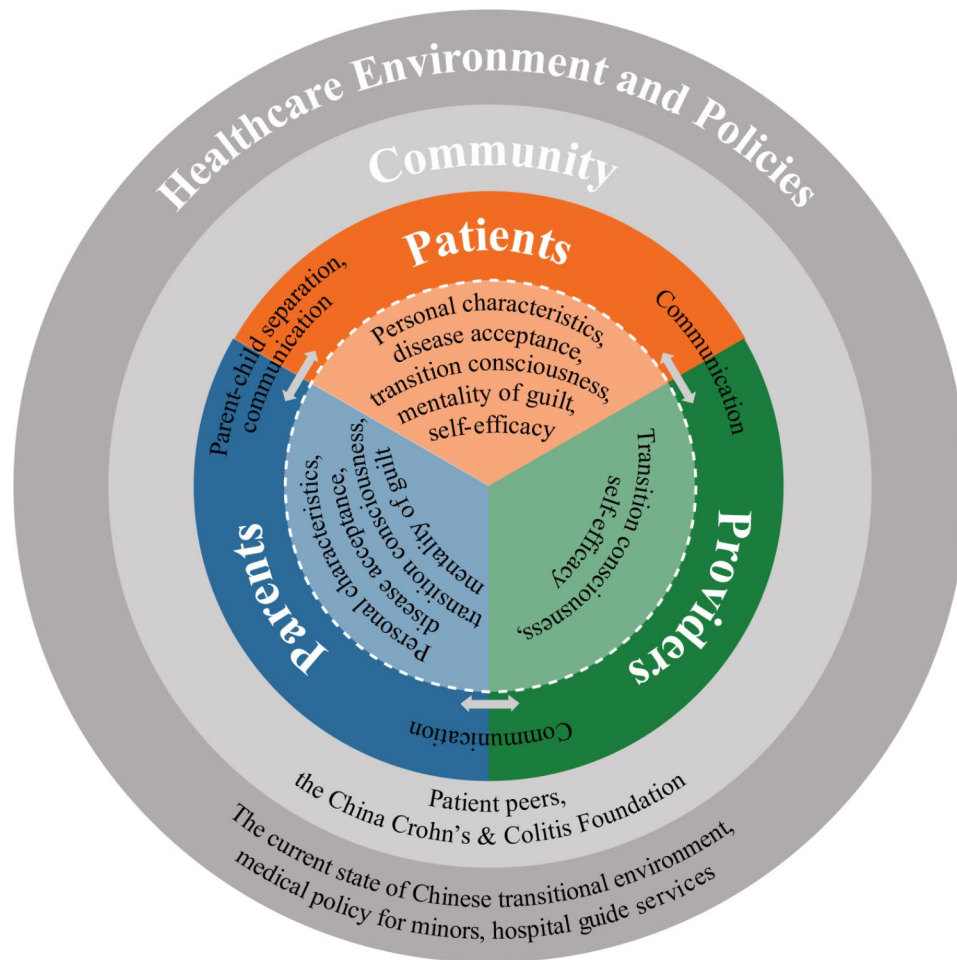 Healthcare Environment and Policies
Community
Patients
Parent-child separation,
communication
Communication
Personal characteristics,
disease acceptance,
transition consciousness,
mentality of guilt,
self-efficacy
Personal characteristics,
disease acceptance,
transition consciousness,
mentality of guilt
Transition consciousness,
self-efficacy
Parents
Providers
Communication
Patient peers,
the China Crohn's & Colitis Foundation
The current state of Chinese transitional environment,
medical policy for minors, hospital guide services